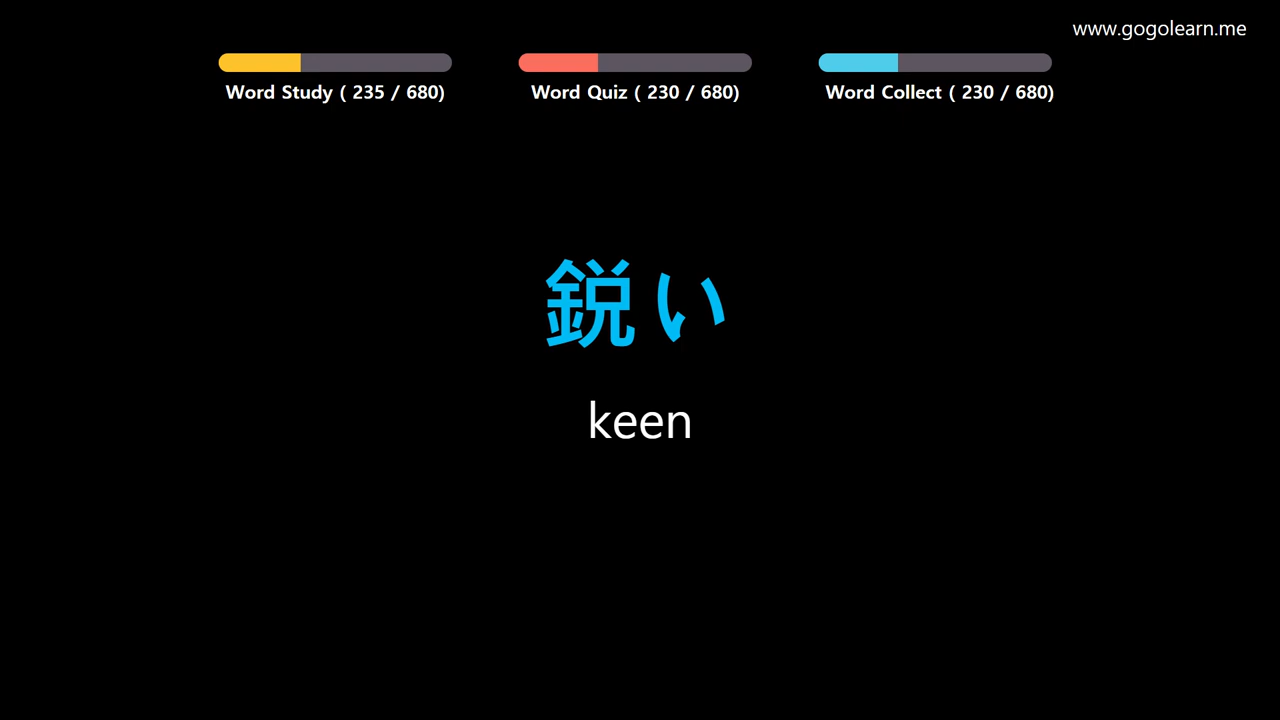 www.gogolearn.me
Word Study ( 235 / 680)
Word Quiz ( 230 / 680)
Word Collect ( 230 / 680)
鋭い
keen